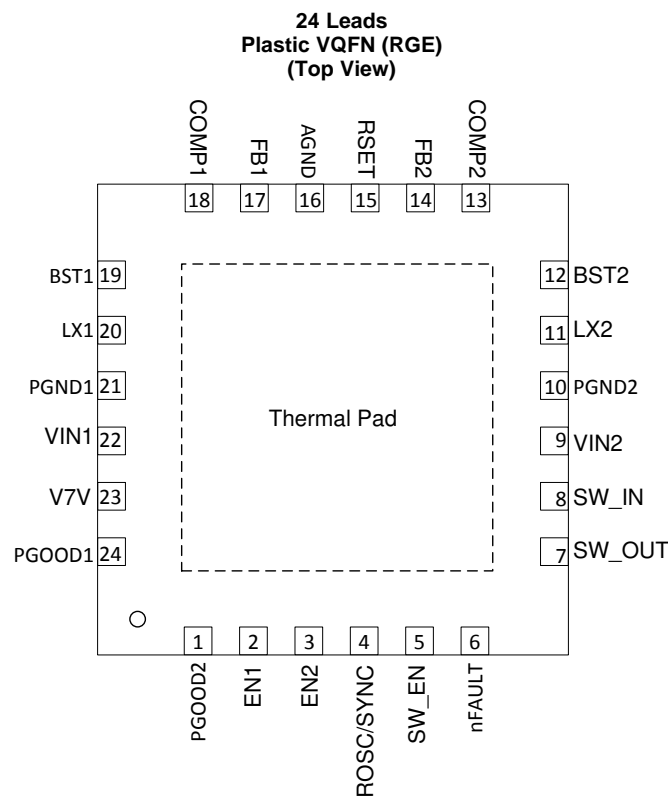 24 Leads
Plastic VQFN (RGE)
(Top View)
COMP1
FB1
AGND
RSET
FB2
COMP2
18
17
16
15
14
13
BST1 19
LX1 20
PGND1 21
VIN1 22
V7V 23
PGOOD1 24
Thermal Pad
12 BST2
11 LX2
10 PGND2
9 VIN2
8 SW_IN
7 SW_OUT
1
2
3
4
5
6
PGOOD2
EN1
EN2
ROSC/SYNC
SW_EN
nFAULT